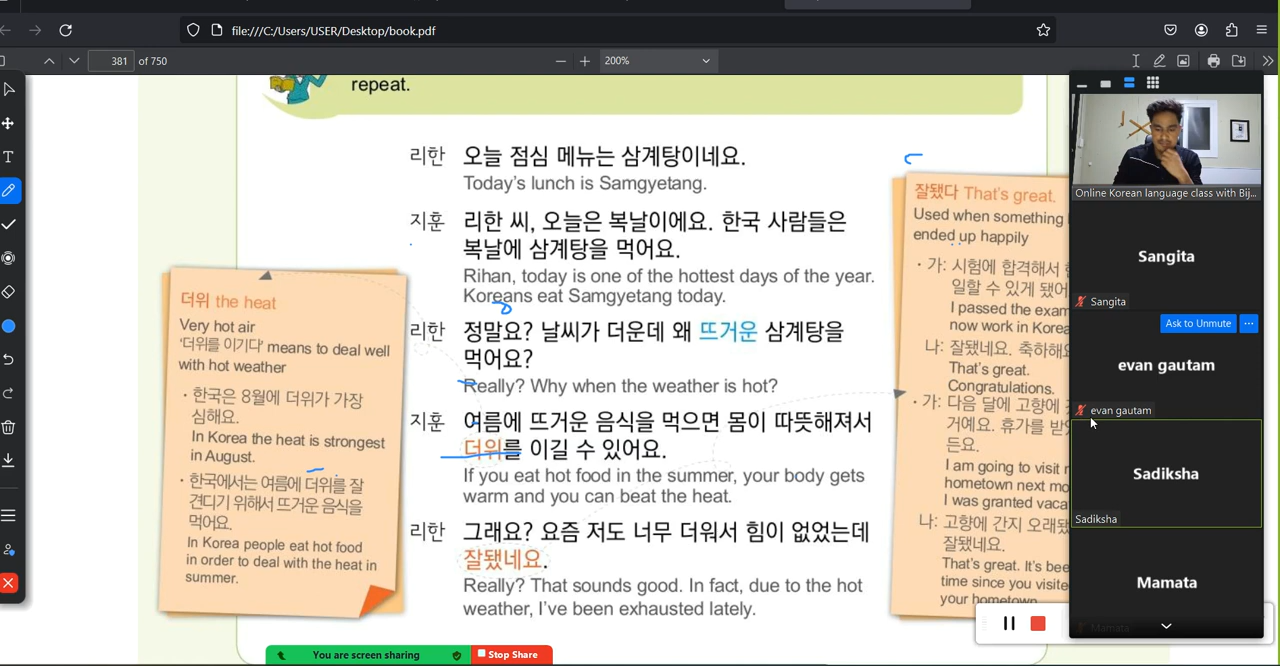 file:///C:/Users/USER/Desktop/book.pdf
381 of 750
200%
repeat.
리한 오늘 점심 메뉴는 삼계탕이네요.
Today's lunch is Samgyetang.
지훈 리한 씨, 오늘은 복날이에요. 한국 사람들은
복날에 삼계탕을 먹어요.
Rihan, today is one of the hottest days of the year.
Koreans eat Samgyetang today.
리한 정말요? 날씨가 더운데 왜 뜨거운 삼계탕을
먹어요?
Really? Why when the weather is hot?
지훈 여름에 뜨거운 음식을 먹으면 몸이 따뜻해져서
더위를 이길 수 있어요.
If you eat hot food in the summer, your body gets
warm and you can beat the heat.
리한 그래요? 요즘 저도 너무 더워서 힘이 없었는데
잘됐네요.
Really? That sounds good. In fact, due to the hot
weather, I've been exhausted lately.
더위 the heat
Very hot air
'더위를 이기다' means to deal well
with hot weather
· 한국은 8월에 더위가 가장
심해요.
In Korea the heat is strongest
in August.
· 한국에서는 여름에 더위를 잘
견디기 위해서 뜨거운 음식을
먹어요.
In Korea people eat hot food
in order to deal with the heat in
summer.
잘됐다 That's great.
Used when something
ended up happily
· 가: 시험에 합격해서
일할 수 있게 됐어
I passed the exam
now work in Korea
나: 잘됐네요. 축하해
That's great.
Congratulations.
· 가: 다음 달에 고향에
거예요. 휴가를 받
든요.
I am going to visit
hometown next mo
I was granted vaca
나: 고향에 간지 오래
잘됐네요.
That's great. It's bee
time since you visite
your hometown
Online Korean language class with Bij...
Sangita
Sangita
Ask to Unmute
...
evan gautam
evan gautam
Sadiksha
Sadiksha
Mamata
Mamata
You are screen sharing
Stop Share